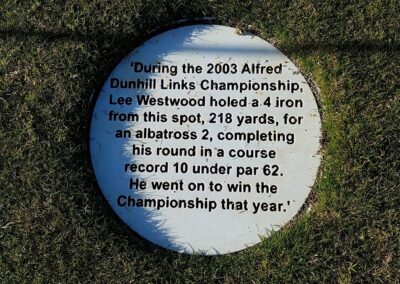 'During the 2003 Alfred
Dunhill Links Championship,
Lee Westwood holed a 4 iron
from this spot, 218 yards, for
an albatross 2, completing
his round in a course
record 10 under par 62.
He went on to win the
Championship that year.'